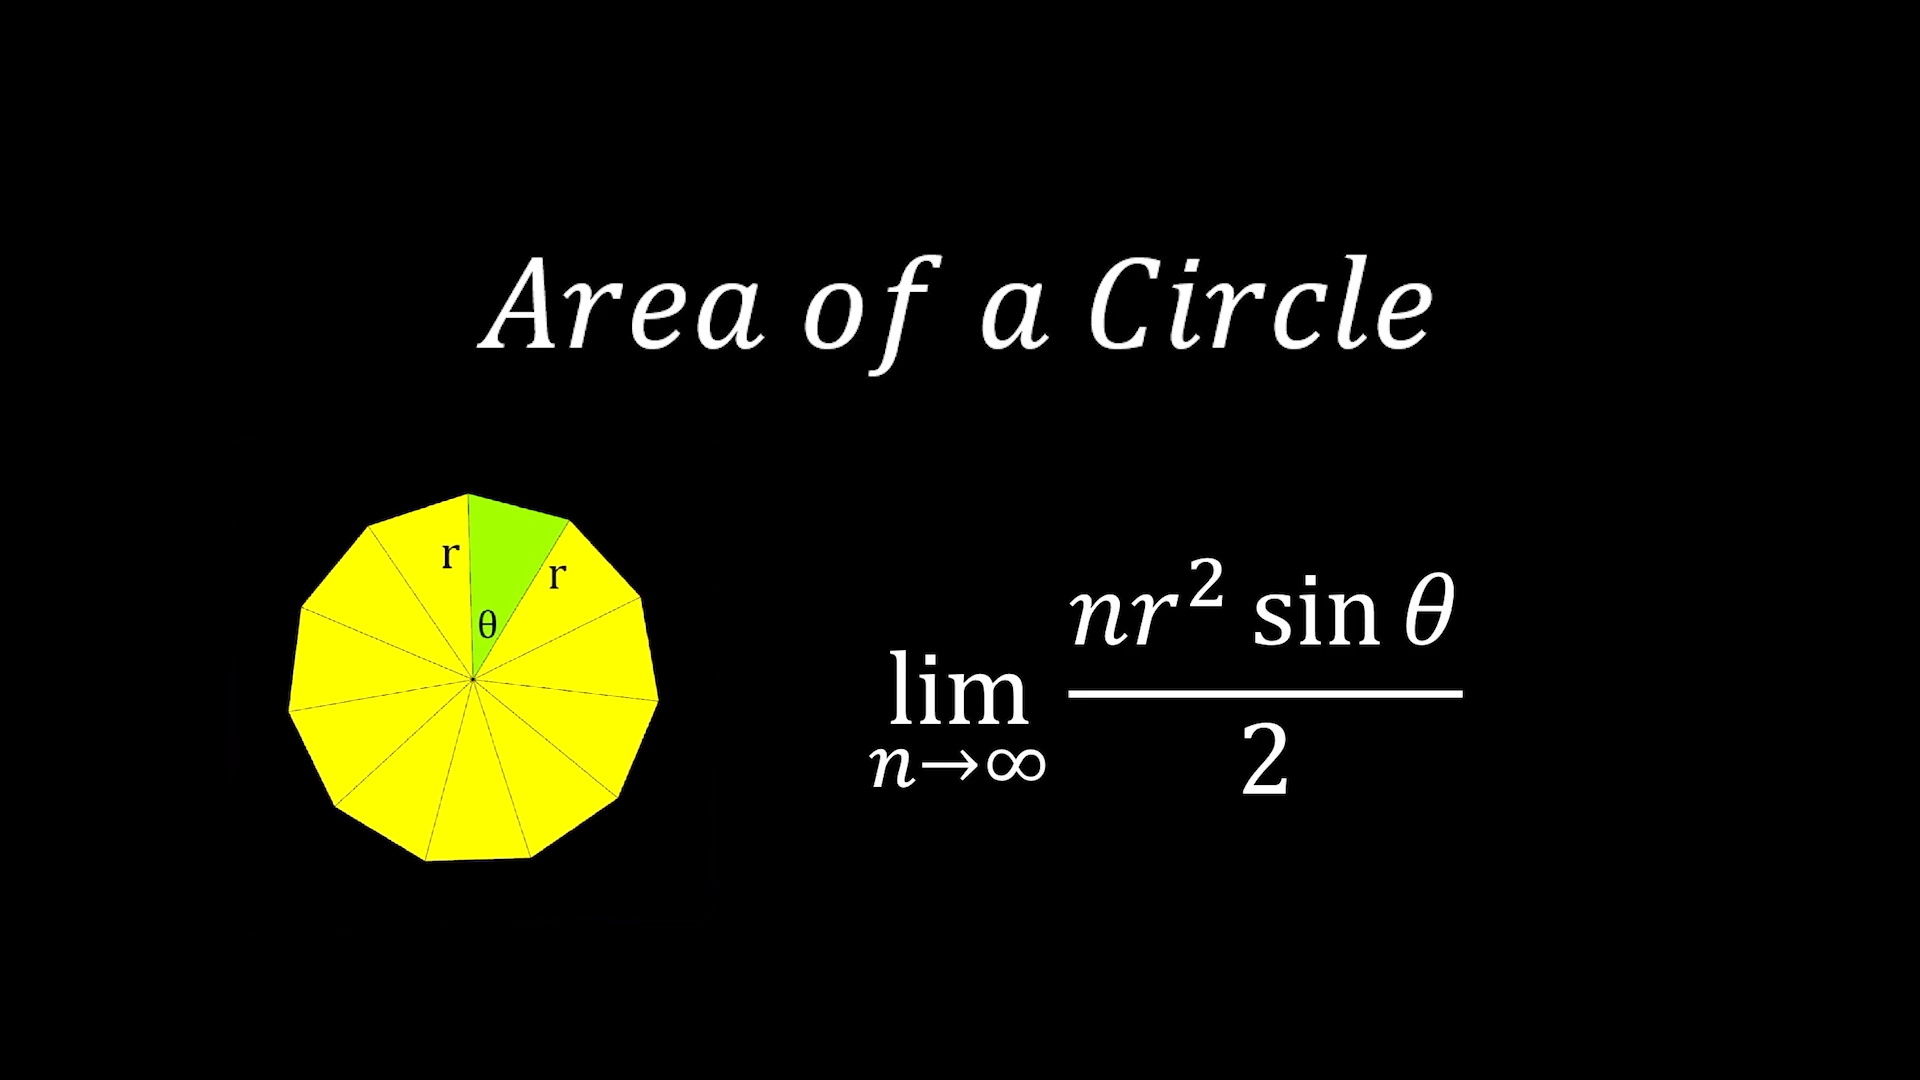 Area of a Circle
r
r
θ
lim n→∞ nr² sin θ / 2